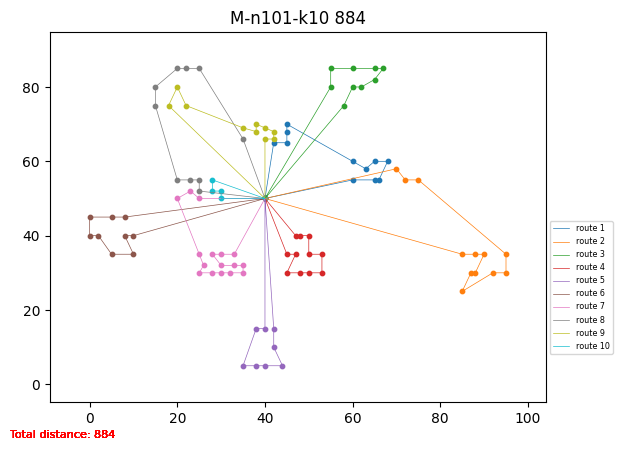 M-n101-k10 884
80
60
40
20
0
0
20
40
60
80
100
route 1
route 2
route 3
route 4
route 5
route 6
route 7
route 8
route 9
route 10
Total distance: 884